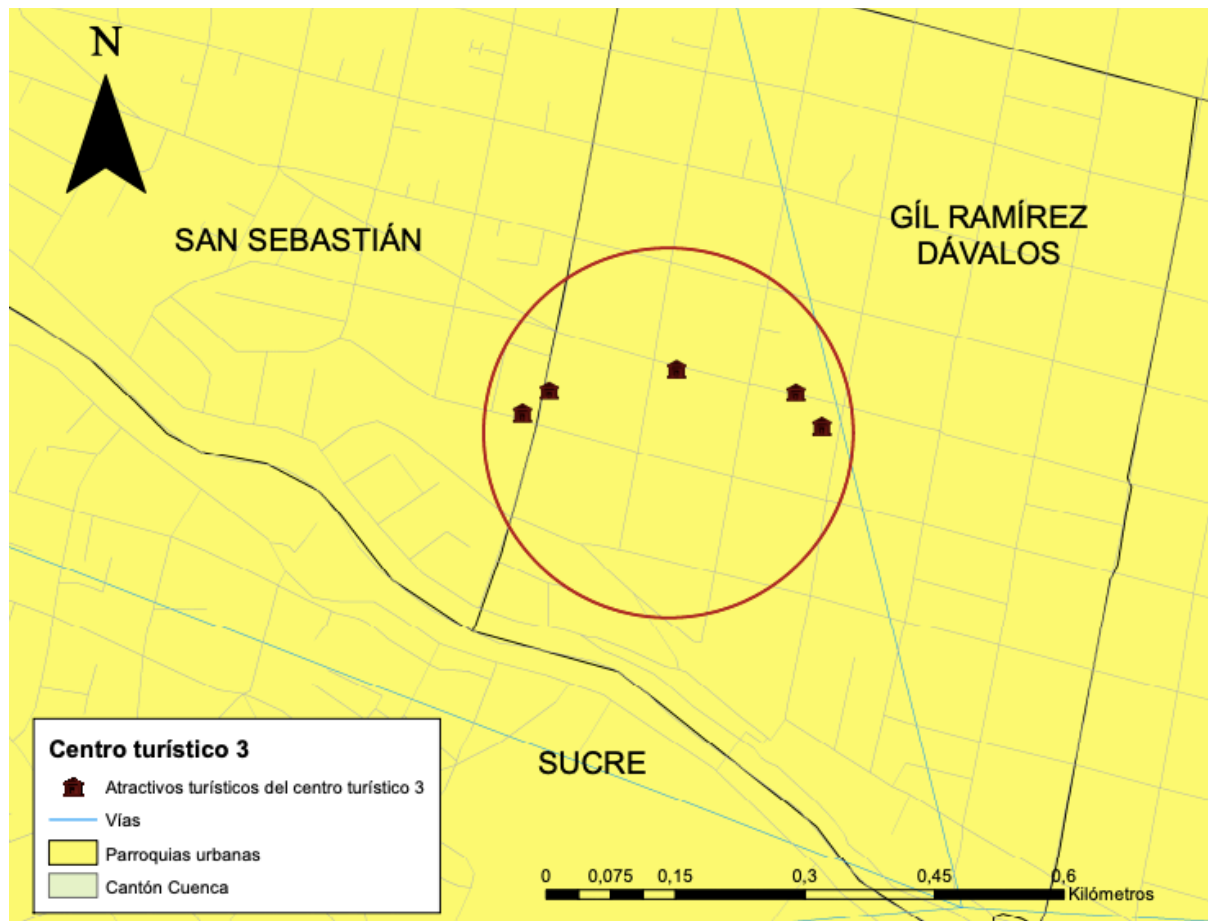 N
SAN SEBASTIÁN
GÍL RAMÍREZ
DÁVALOS
SUCRE
Centro turístico 3
Atractivos turísticos del centro turístico 3
Vías
Parroquias urbanas
Cantón Cuenca
0 0,075 0,15 0,3 0,45 0,6
Kilómetros